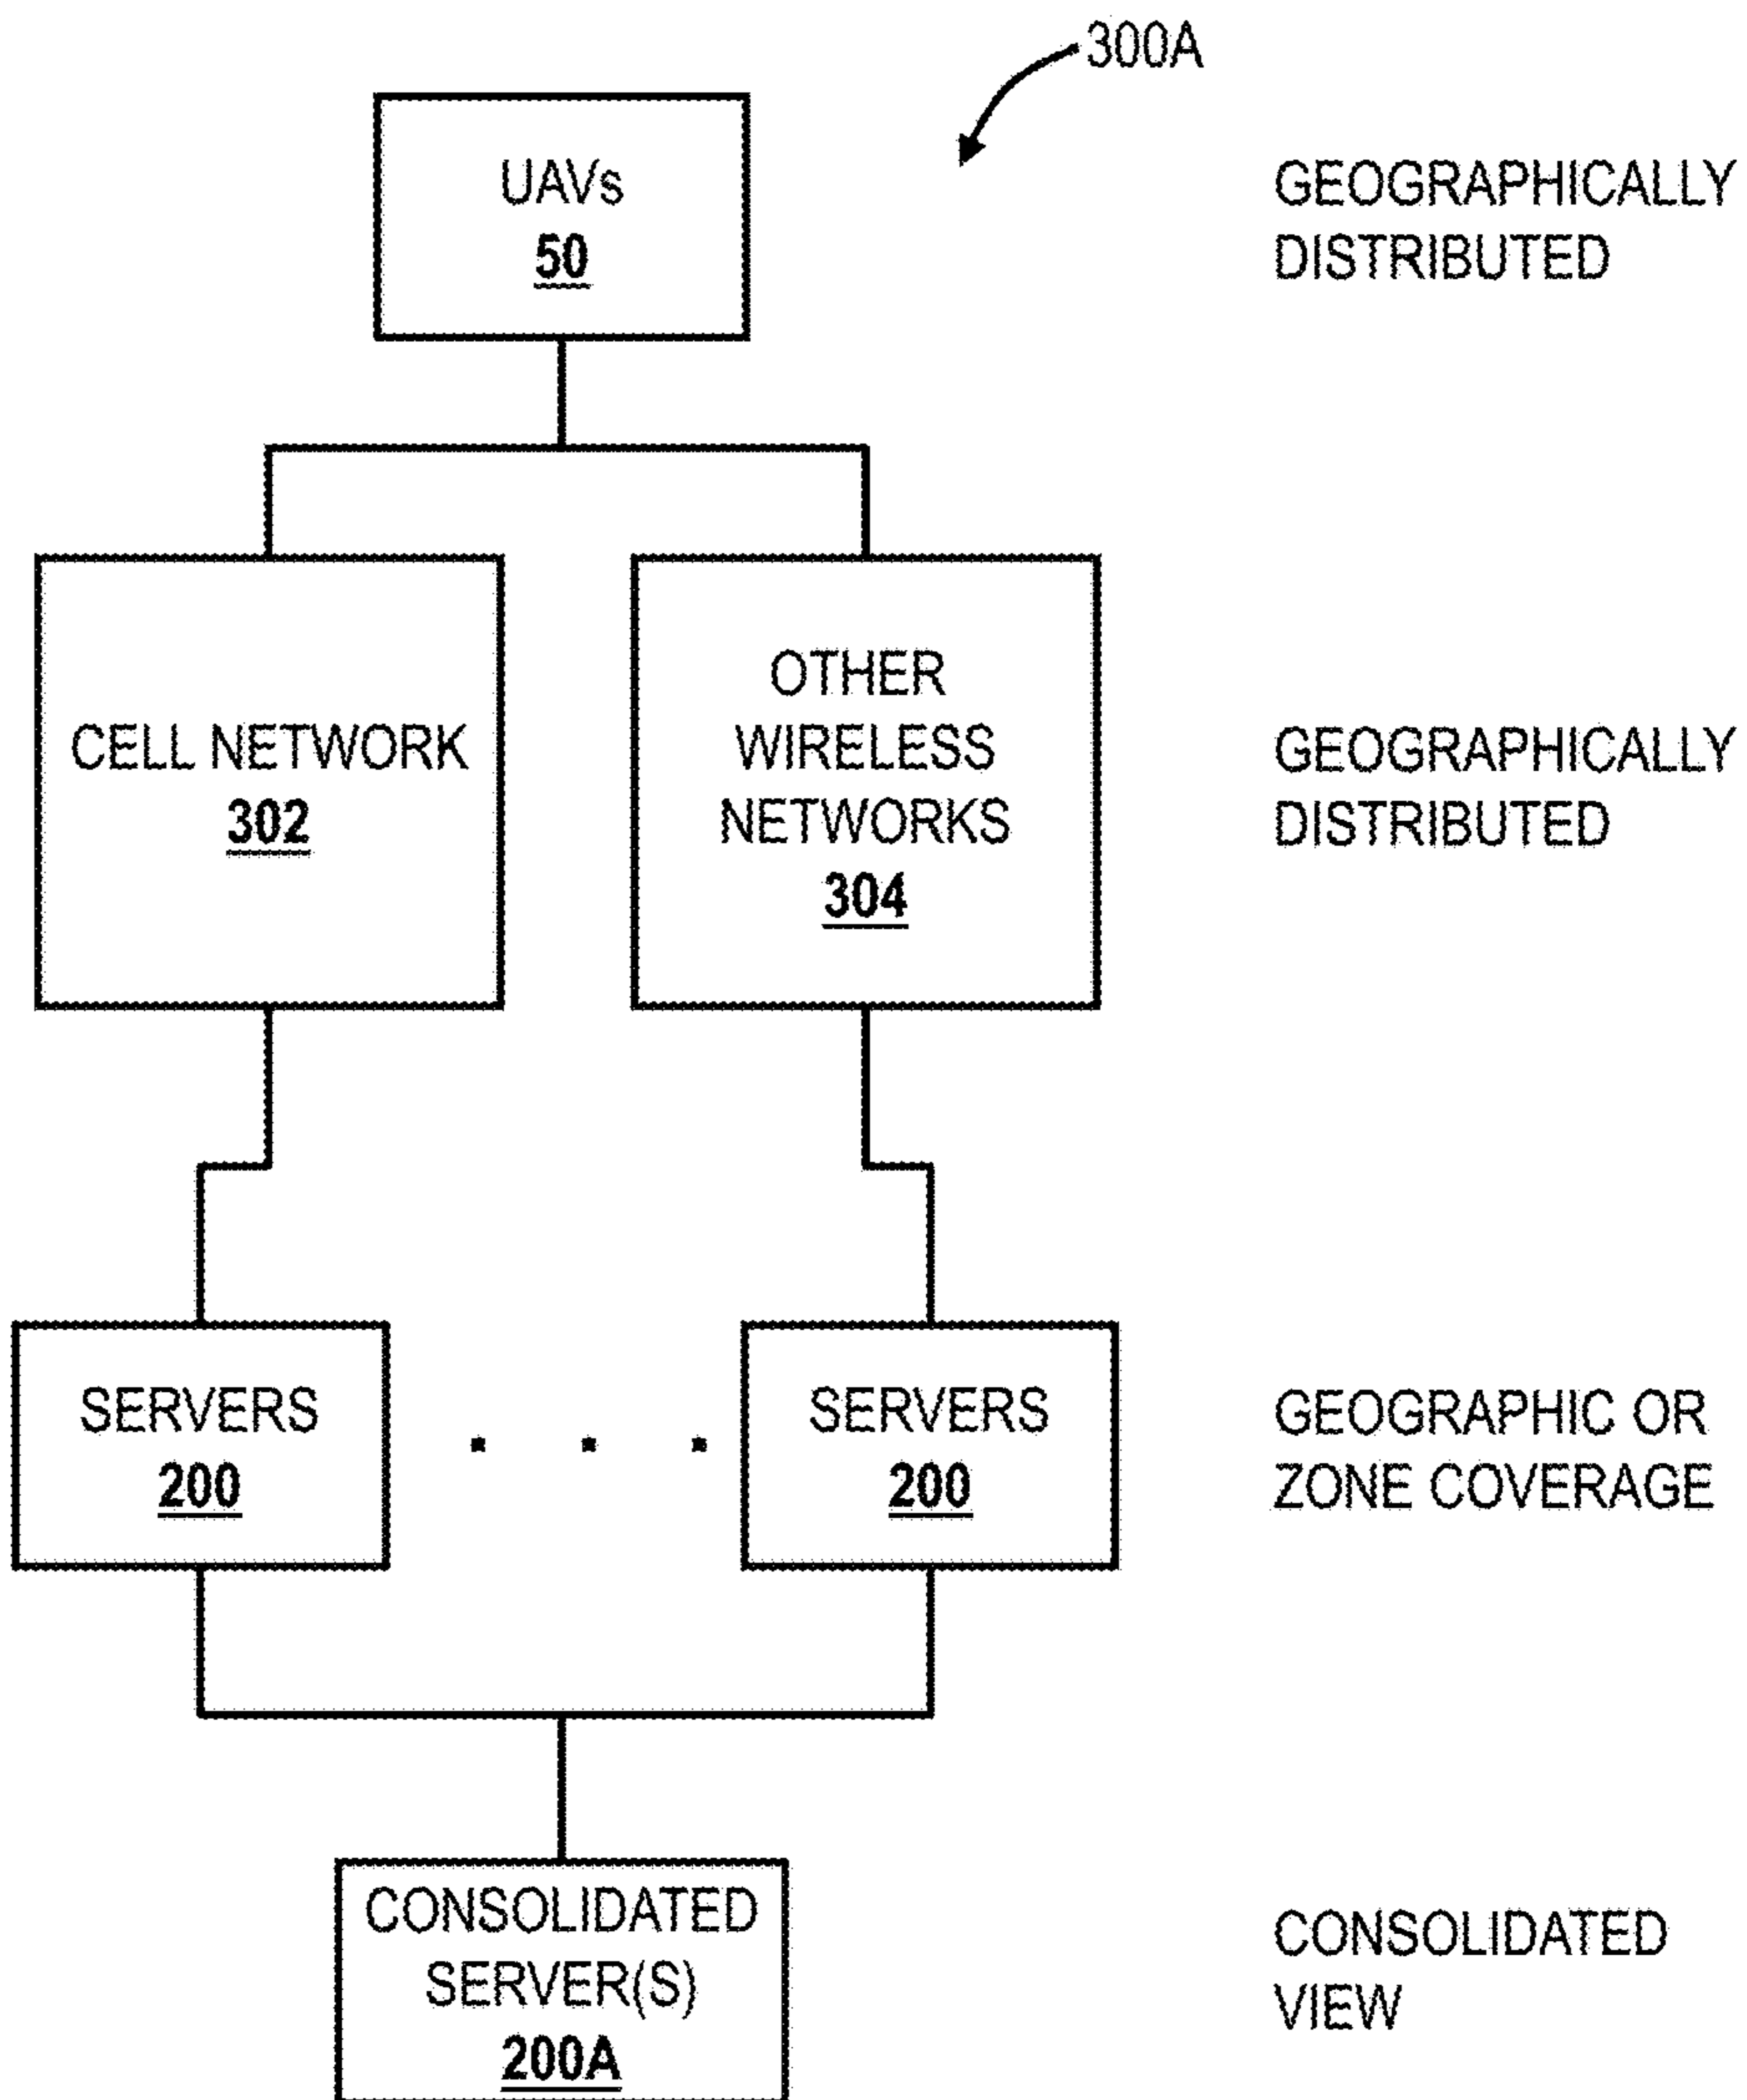 300A
UAVs
50
GEOGRAPHICALLY
DISTRIBUTED
CELL NETWORK
302
OTHER
WIRELESS
NETWORKS
304
GEOGRAPHICALLY
DISTRIBUTED
SERVERS
200
. . .
SERVERS
200
GEOGRAPHIC OR
ZONE COVERAGE
CONSOLIDATED
SERVER(S)
200A
CONSOLIDATED
VIEW